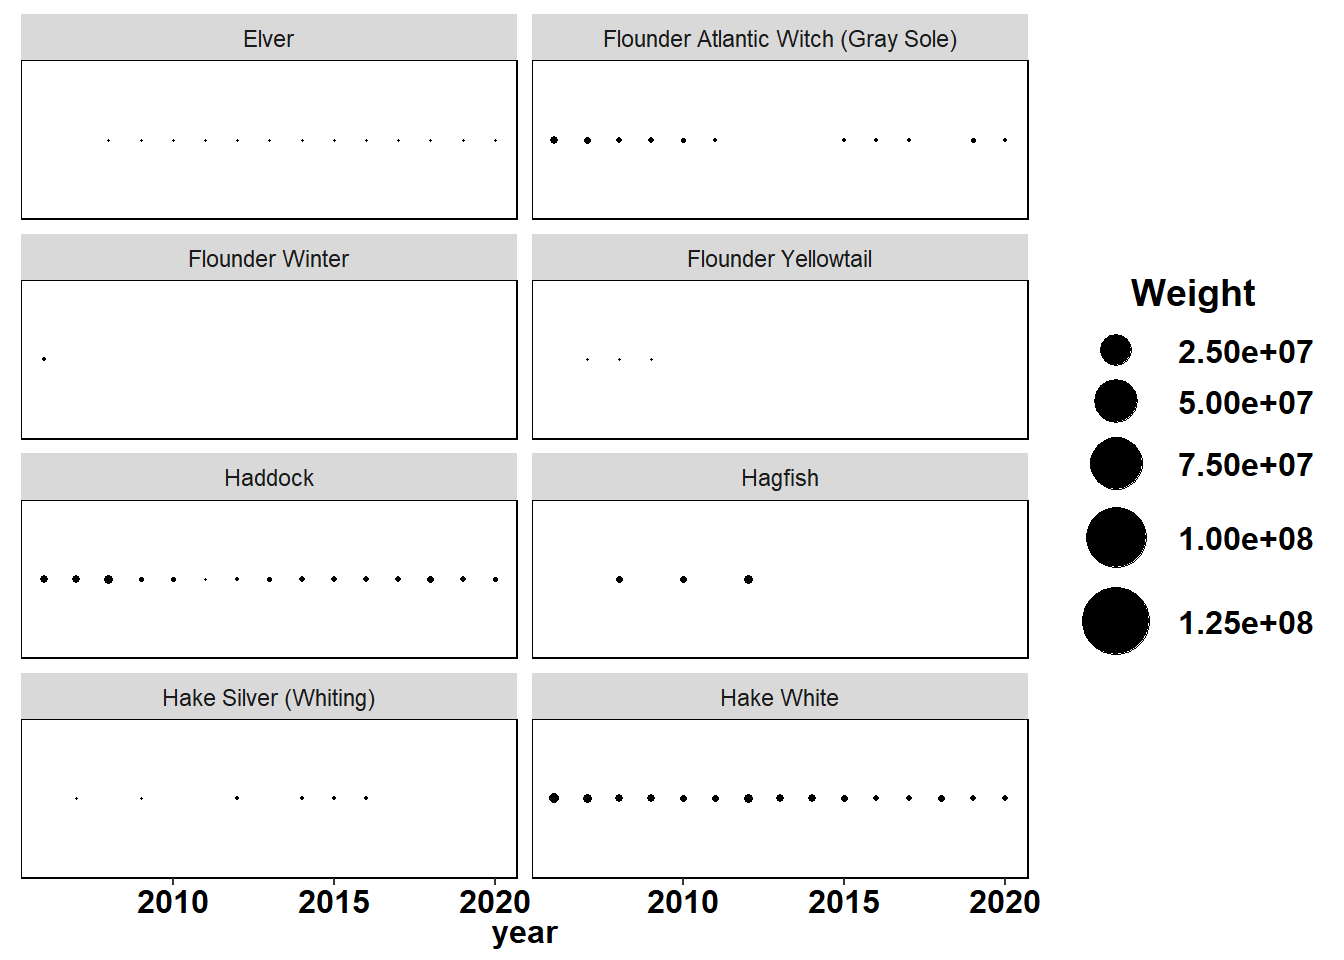 Elver
Flounder Atlantic Witch (Gray Sole)
Flounder Winter
Flounder Yellowtail
Haddock
Hagfish
Hake Silver (Whiting)
Hake White
2010 2015 2020 2010 2015 2020
year
Weight
2.50e+07
5.00e+07
7.50e+07
1.00e+08
1.25e+08